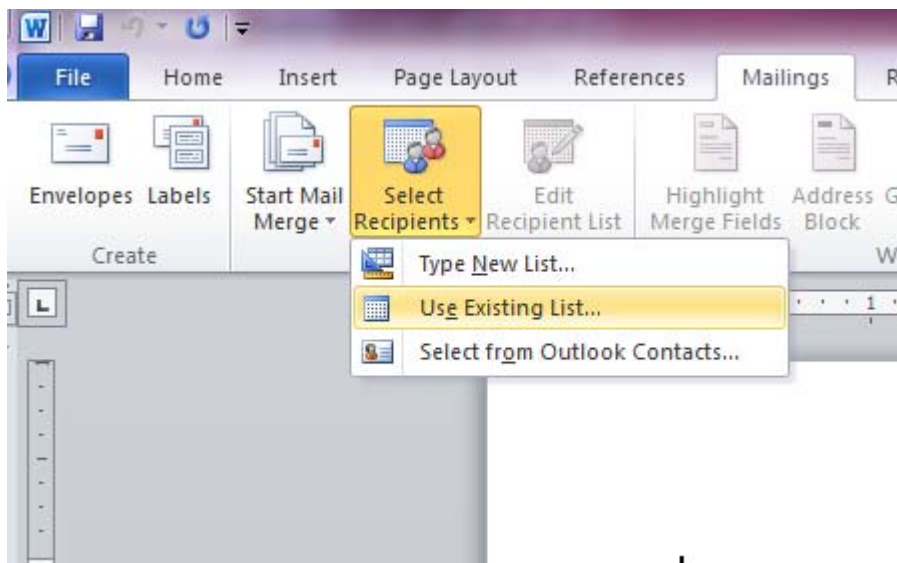 W
File Home Insert Page Layout References Mailings R
Envelopes Labels Start Mail Merge Select Recipients Edit Recipient List Highlight Merge Fields Address Block G
Create W
Type New List...
Use Existing List...
Select from Outlook Contacts...
L
1